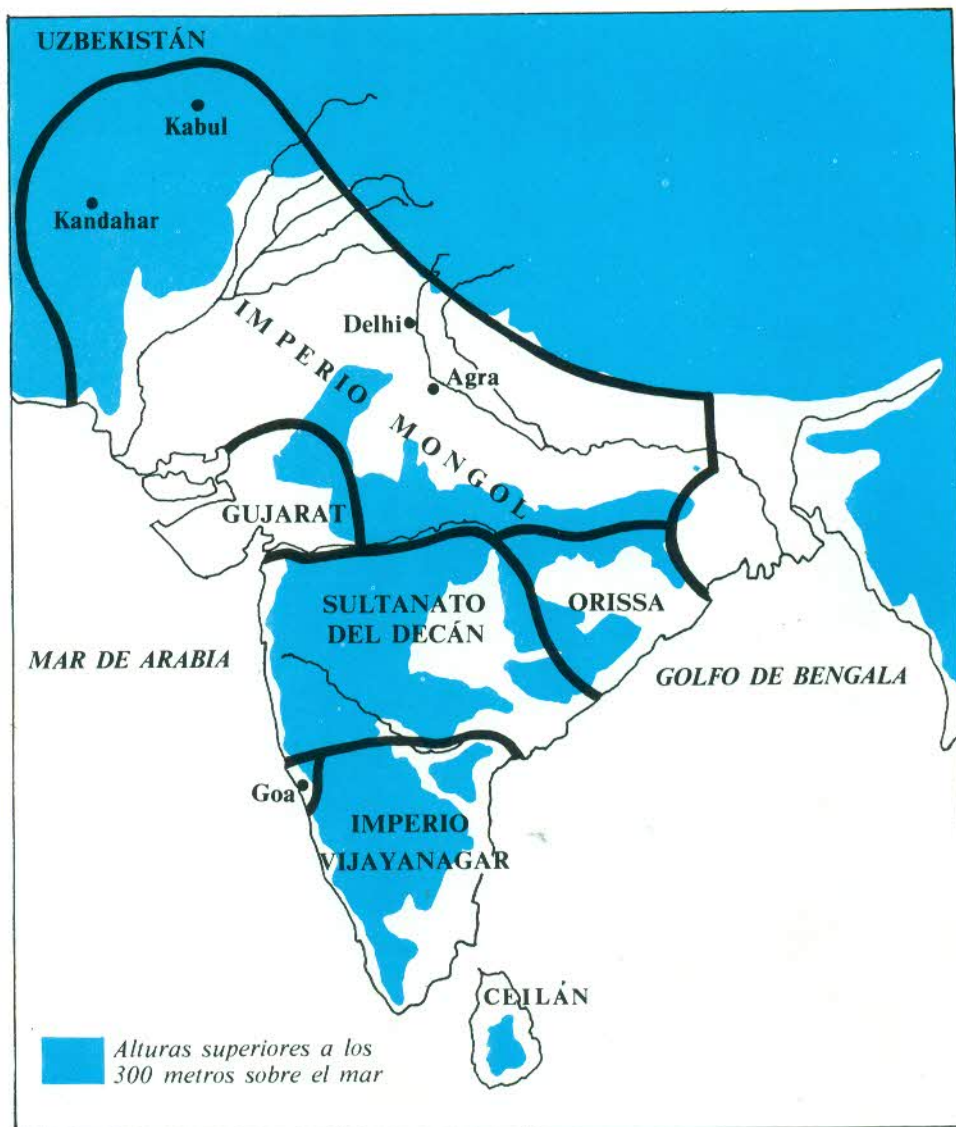 UZBEKISTÁN
Kabul
Kandahar
Delhi
Agra
IMPERIO MONGOL
GUJARAT
SULTANATO
DEL DECÁN
ORISSA
MAR DE ARABIA
GOLFO DE BENGALA
Goa
IMPERIO
VIJAYANAGAR
CEILÁN
Alturas superiores a los
300 metros sobre el mar